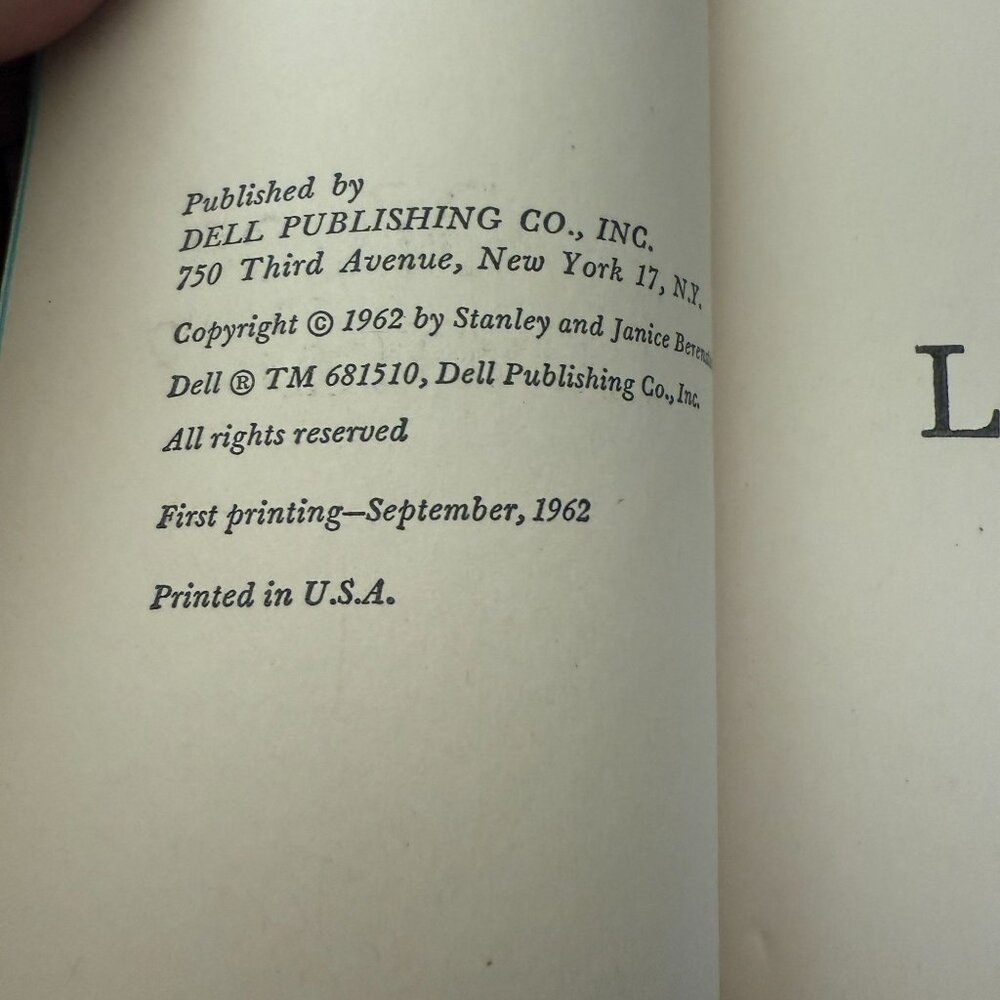 Published by
DELL PUBLISHING CO., INC.
750 Third Avenue, New York 17, N.Y.
Copyright © 1962 by Stanley and Janice
Dell ® TM 681510, Dell Publishing Co., Inc.
All rights reserved
First printing—September, 1962
Printed in U.S.A.
L